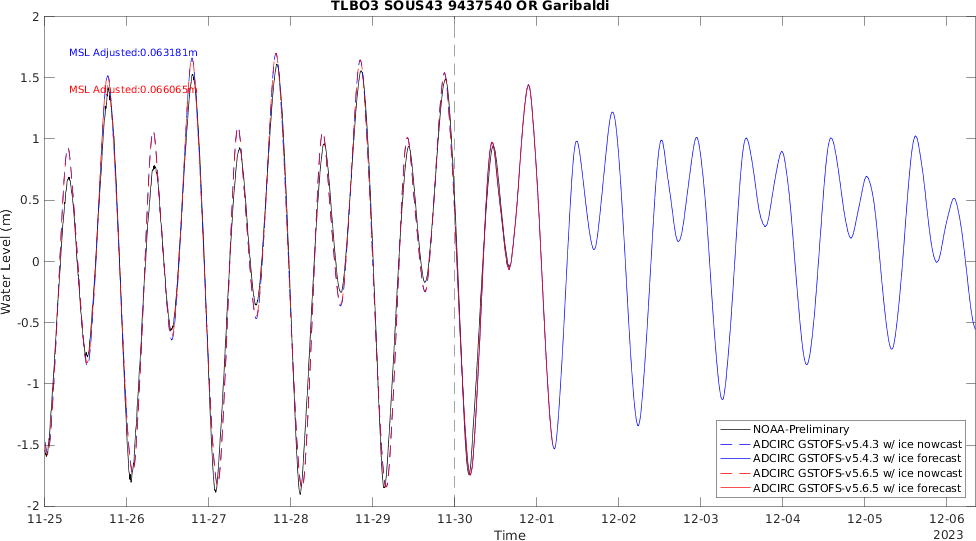 TLBO3 SOUS43 9437540 OR Garibaldi
2
1.5
1
0.5
0
-0.5
-1
-1.5
-2
Water Level (m)
MSL Adjusted:0.063181m
MSL Adjusted:0.066065m
NOAA-Preliminary
ADCIRC GSTOFS-v5.4.3 w/ ice nowcast
ADCIRC GSTOFS-v5.4.3 w/ ice forecast
ADCIRC GSTOFS-v5.6.5 w/ ice nowcast
ADCIRC GSTOFS-v5.6.5 w/ ice forecast
11-25 11-26 11-27 11-28 11-29 11-30 12-01 12-02 12-03 12-04 12-05 12-06
Time
2023